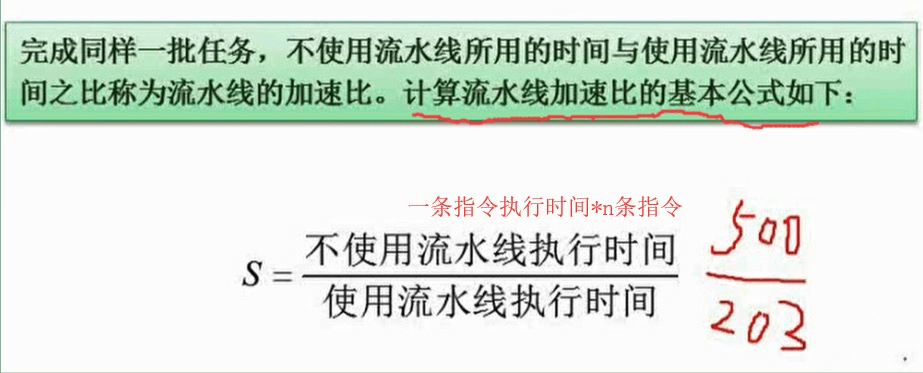 完成同样一批任务，不使用流水线所用的时间与使用流水线所用的时
间之比称为流水线的加速比。计算流水线加速比的基本公式如下：
一条指令执行时间*n条指令
S = 不使用流水线执行时间
使用流水线执行时间
500
203